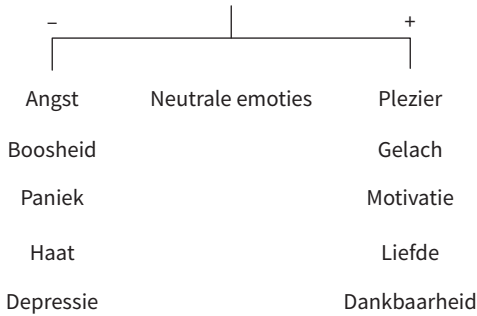 – +
Angst Neutrale emoties Plezier
Boosheid Gelach
Paniek Motivatie
Haat Liefde
Depressie Dankbaarheid